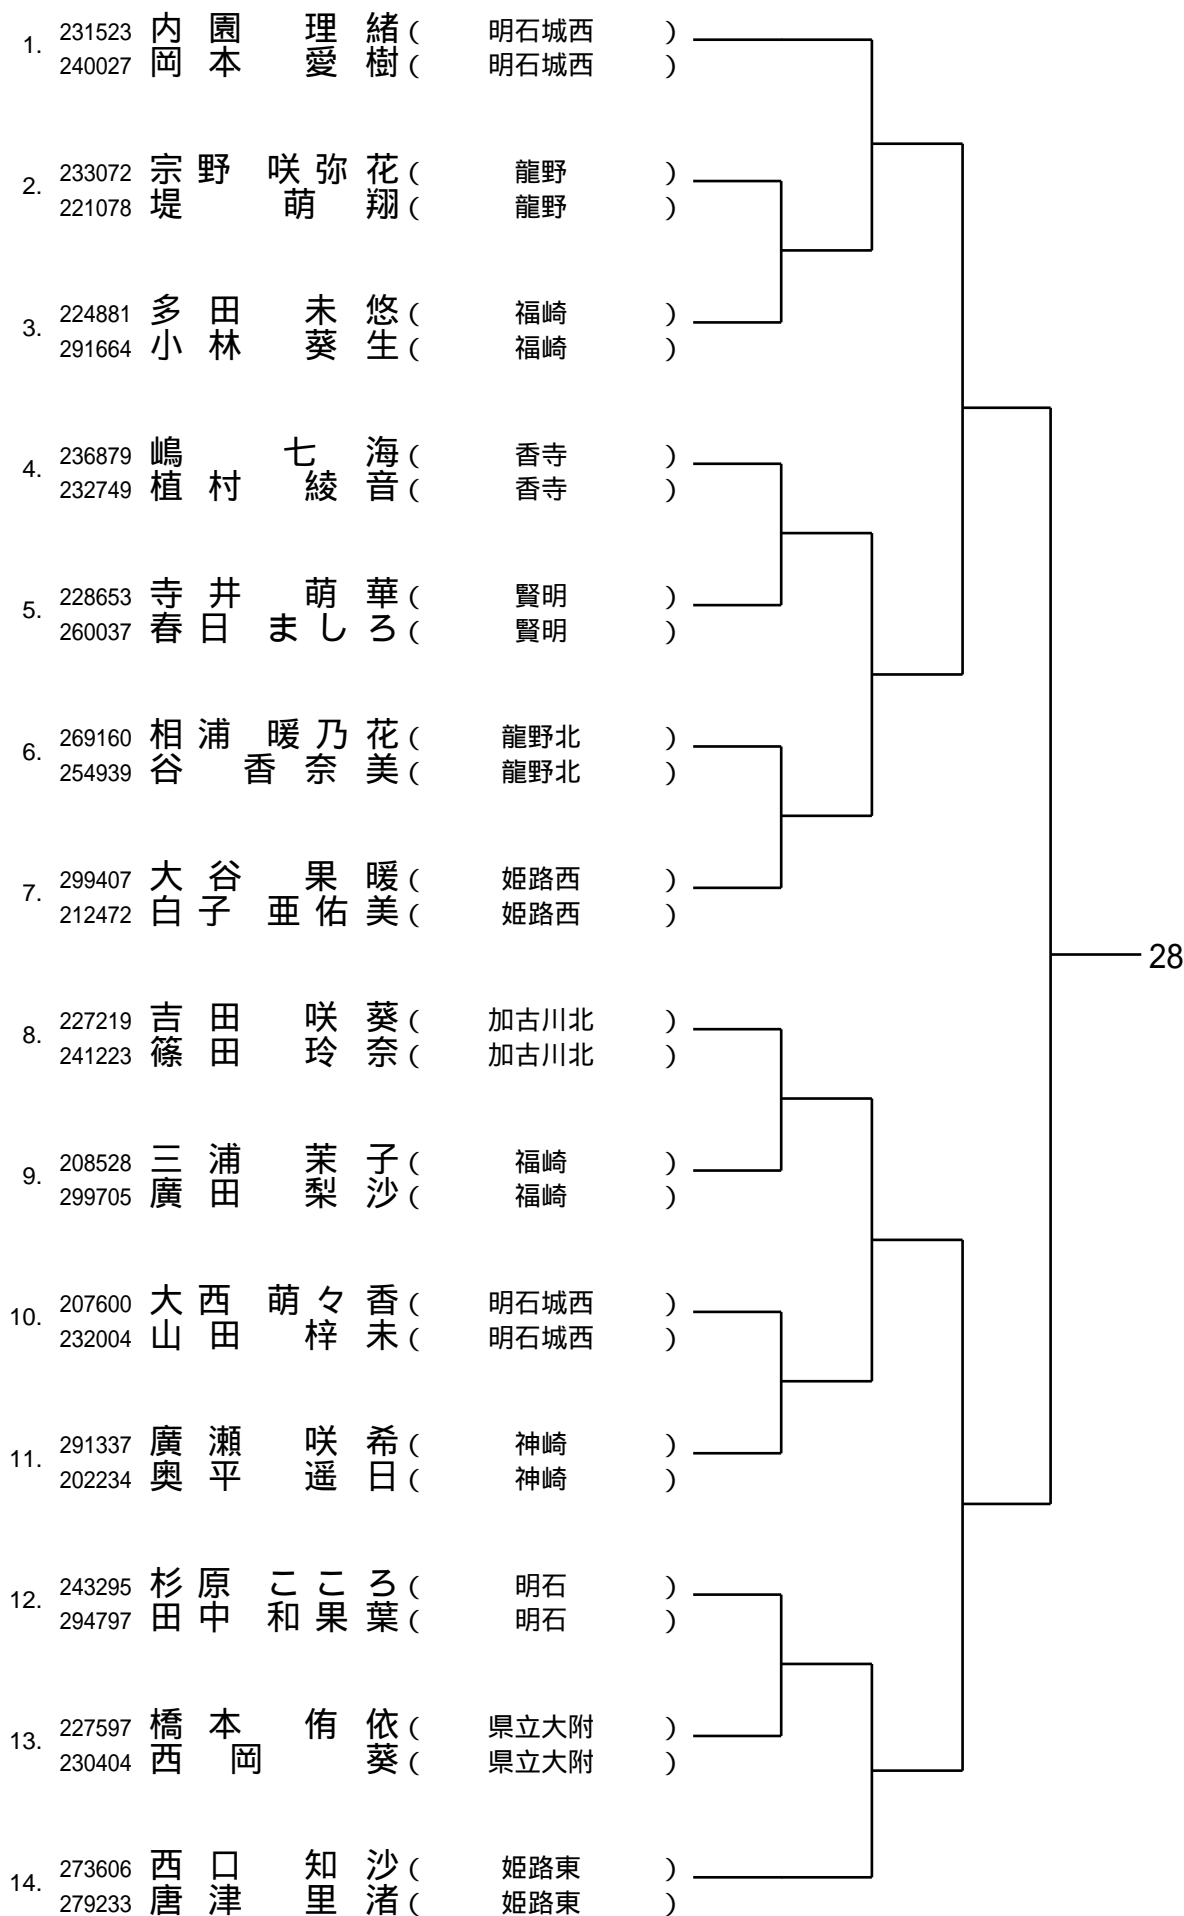 1. 231523 内園 理緒 ( 明石城西 )
240027 岡本 愛樹 ( 明石城西 )
2. 233072 宗野 咲弥花 ( 龍野 )
221078 堤 萌翔 ( 龍野 )
3. 224881 多田 未悠 ( 福崎 )
291664 小林 葵生 ( 福崎 )
4. 236879 嶋 七海 ( 香寺 )
232749 植村 綾音 ( 香寺 )
5. 228653 寺井 萌華 ( 賢明 )
260037 春日 ましろ ( 賢明 )
6. 269160 相浦 暖乃花 ( 龍野北 )
254939 谷 香奈美 ( 龍野北 )
7. 299407 大谷 果暖 ( 姫路西 )
212472 白子 亜佑美 ( 姫路西 )
28
8. 227219 吉田 咲葵 ( 加古川北 )
241223 篠田 玲奈 ( 加古川北 )
9. 208528 三浦 茉子 ( 福崎 )
299705 廣田 梨沙 ( 福崎 )
10. 207600 大西 萌々香 ( 明石城西 )
232004 山田 梓未 ( 明石城西 )
11. 291337 廣瀬 咲希 ( 神崎 )
202234 奥平 遥日 ( 神崎 )
12. 243295 杉原 こころ ( 明石 )
294797 田中 和果葉 ( 明石 )
13. 227597 橋本 侑依 ( 県立大附 )
230404 西岡 葵 ( 県立大附 )
14. 273606 西口 知沙 ( 姫路東 )
279233 唐津 里渚 ( 姫路東 )